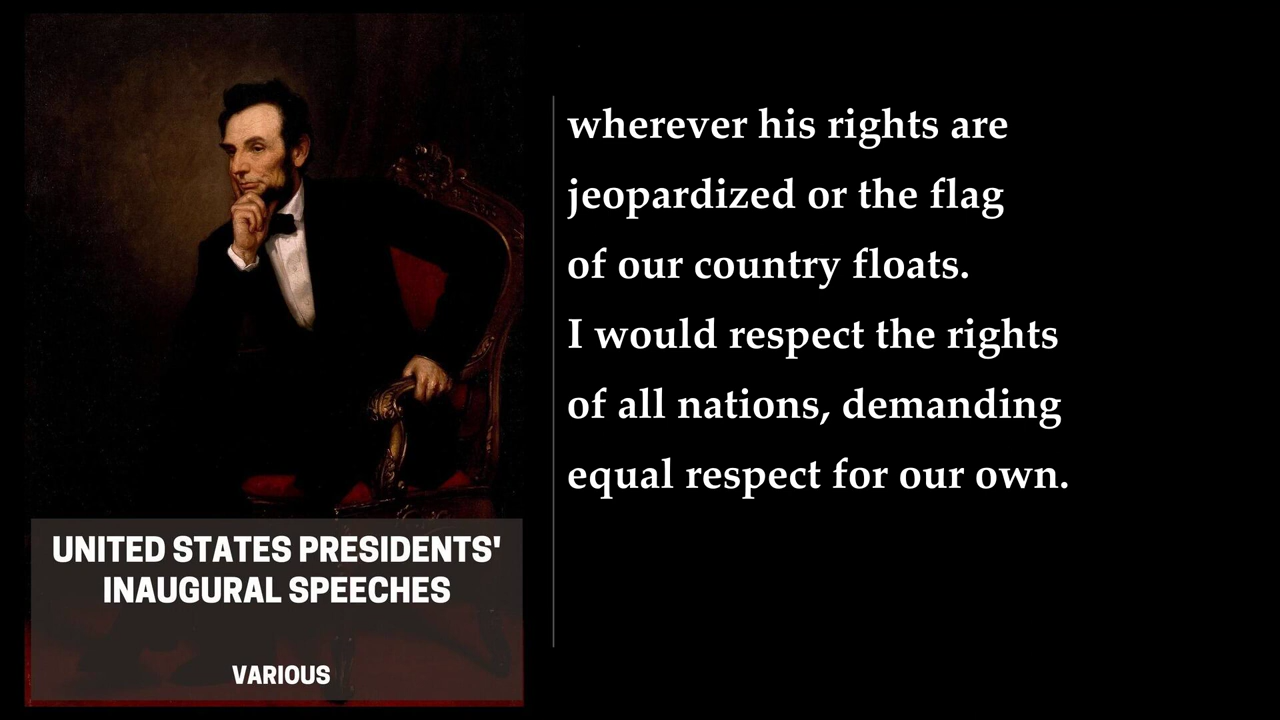 wherever his rights are
jeopardized or the flag
of our country floats.
I would respect the rights
of all nations, demanding
equal respect for our own.
UNITED STATES PRESIDENTS'
INAUGURAL SPEECHES
VARIOUS